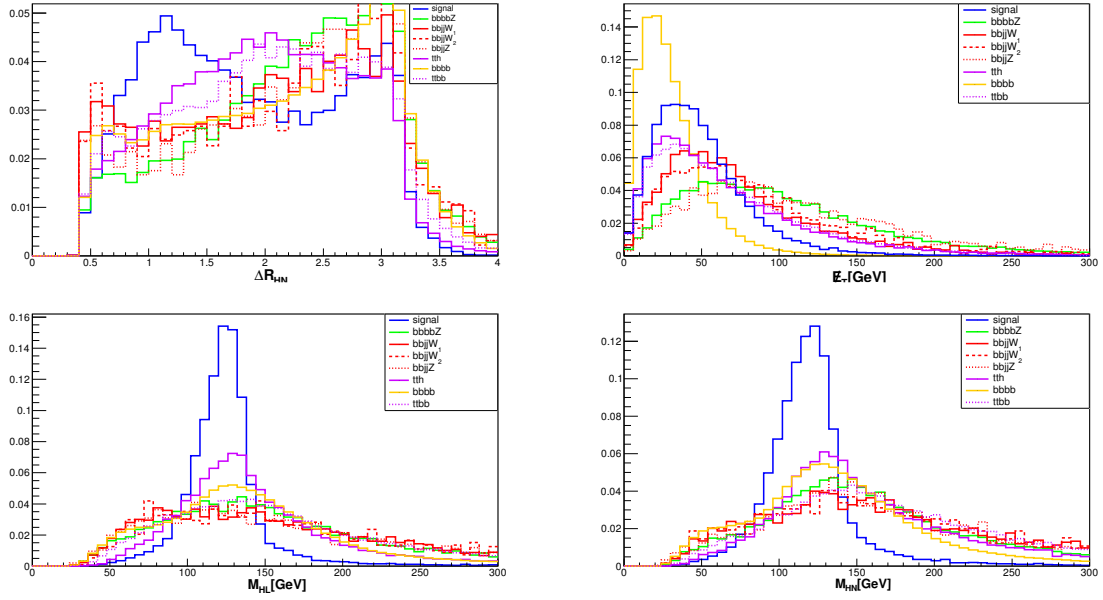 0.05
0.04
0.03
0.02
0.01
0
0 0.5 1 1.5 2 2.5 3 3.5 4
ΔR_HN
signal
bbbbZ
bbjjW_1
bbjjW_2
bbjjZ
tth
bbbb
ttbb
0.14
0.12
0.1
0.08
0.06
0.04
0.02
0
0 50 100 150 200 250 300
E̸_T[GeV]
signal
bbbbZ
bbjjW_1
bbjjW_2
bbjjZ
tth
bbbb
ttbb
0.16
0.14
0.12
0.1
0.08
0.06
0.04
0.02
0
0 50 100 150 200 250 300
M_HL[GeV]
signal
bbbbZ
bbjjW_1
bbjjW_2
bbjjZ
tth
bbbb
ttbb
0.12
0.1
0.08
0.06
0.04
0.02
0
0 50 100 150 200 250 300
M_HN[GeV]
signal
bbbbZ
bbjjW_1
bbjjW_2
bbjjZ
tth
bbbb
ttbb